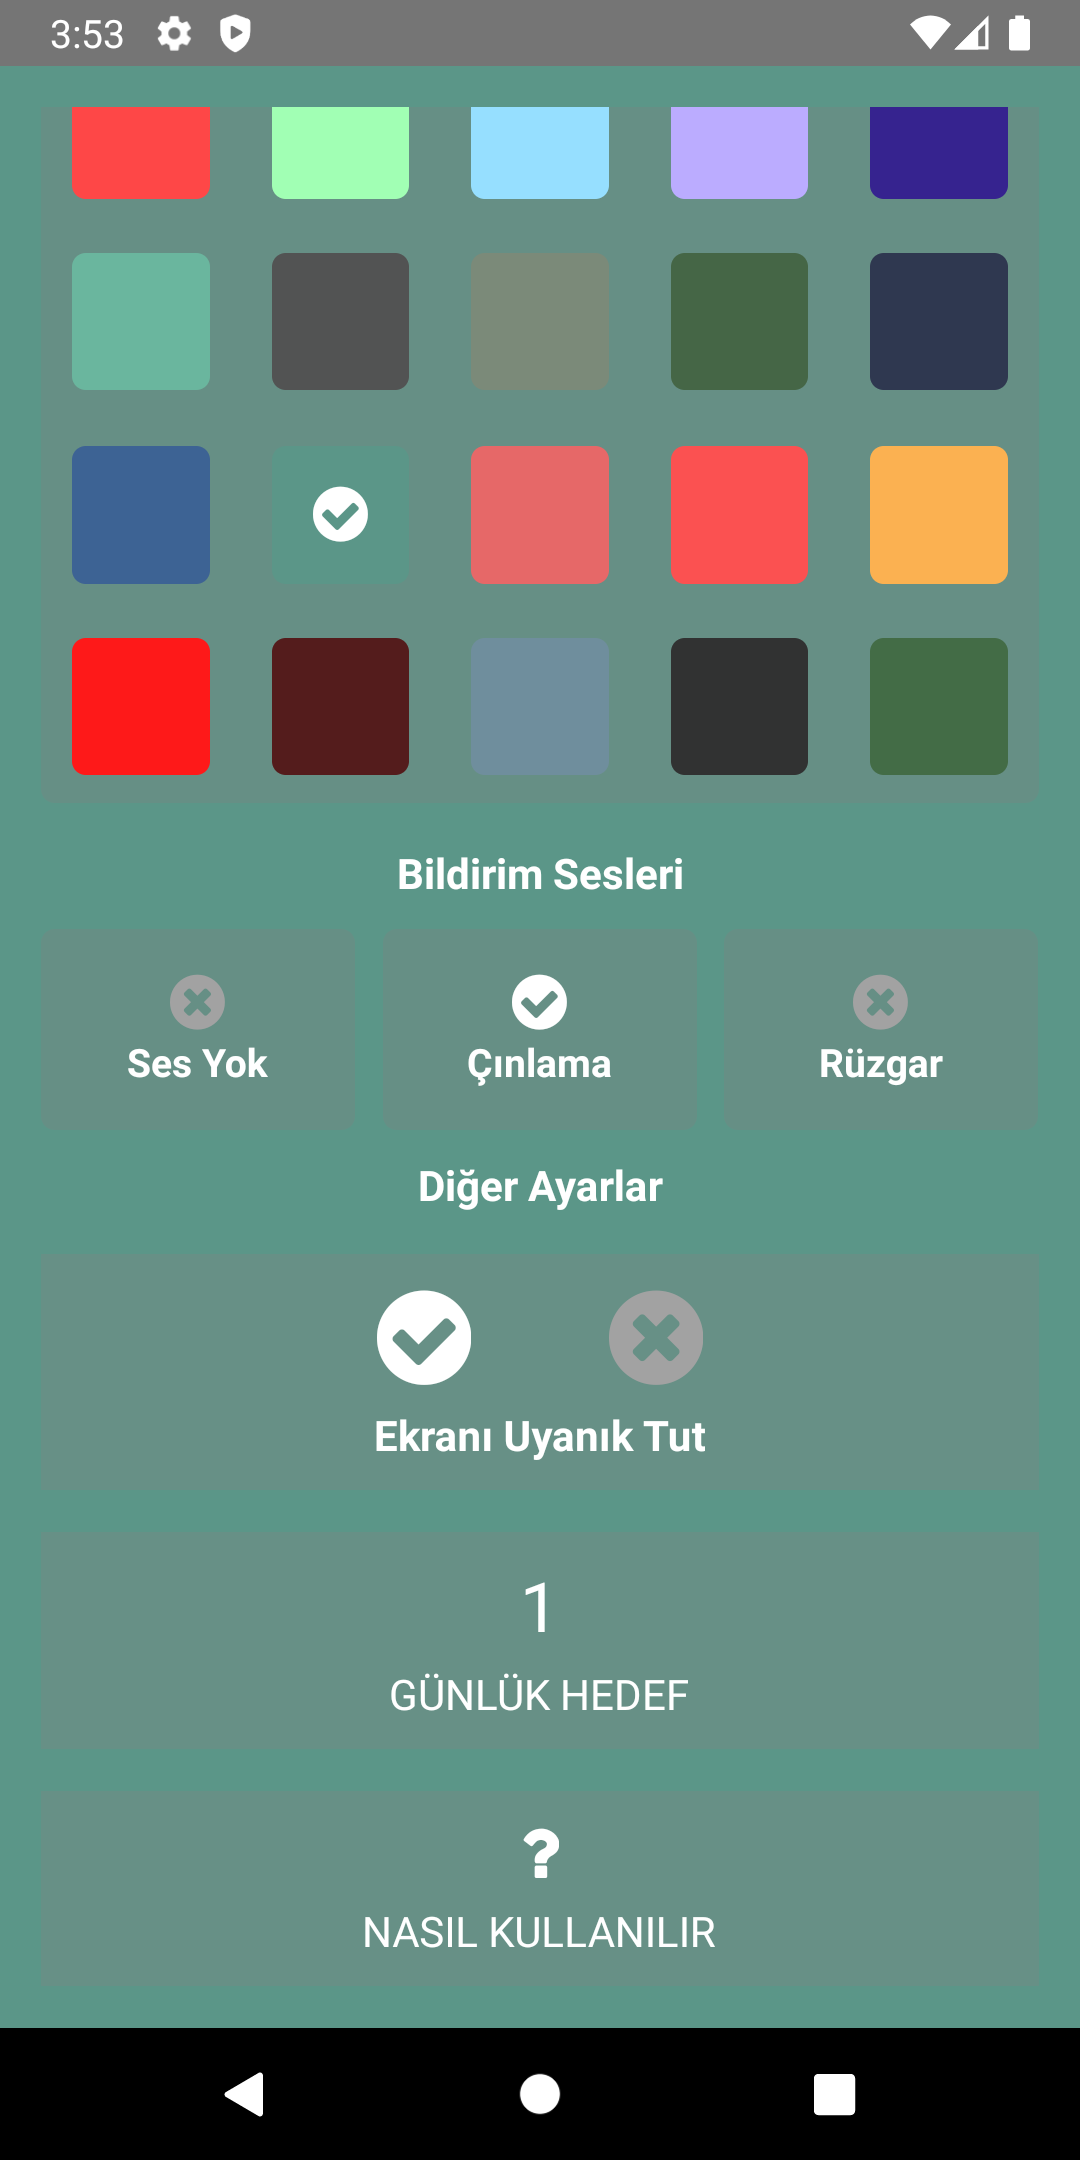 3:53
Bildirim Sesleri
Ses Yok
Çınlama
Rüzgar
Diğer Ayarlar
Ekranı Uyanık Tut
1
GÜNLÜK HEDEF
?
NASIL KULLANILIR